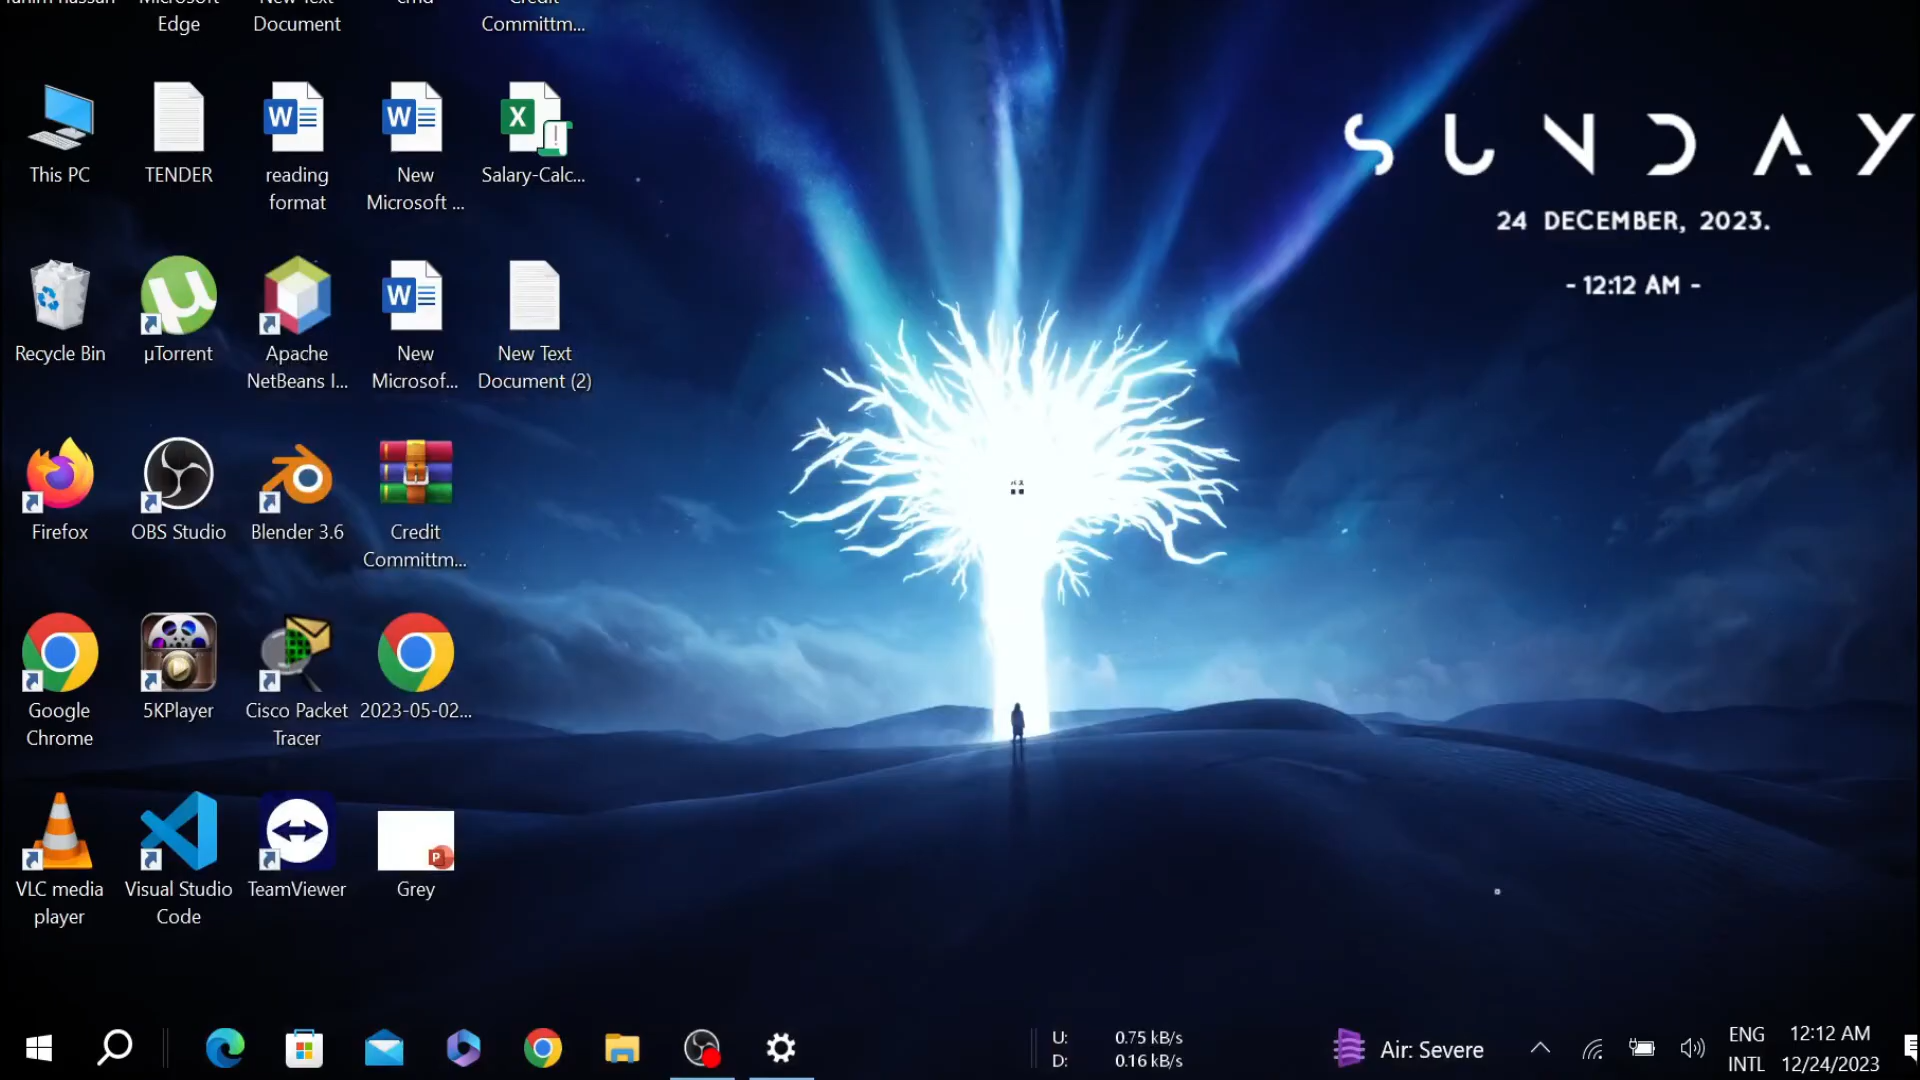 Microsoft
Edge
New Text
Document
cmd
Credit
Committm...
This PC
TENDER
reading
format
New
Microsoft ...
Salary-Calc...
Recycle Bin
µTorrent
Apache
NetBeans I...
New
Microsof...
New Text
Document (2)
Firefox
OBS Studio
Blender 3.6
Credit
Committm...
Google
Chrome
5KPlayer
Cisco Packet
Tracer
2023-05-02...
VLC media
player
Visual Studio
Code
TeamViewer
Grey
SUNDAY
24 DECEMBER, 2023.
- 12:12 AM -
U: 0.75 kB/s
D: 0.16 kB/s
Air: Severe
ENG
INTL
12:12 AM
12/24/2023